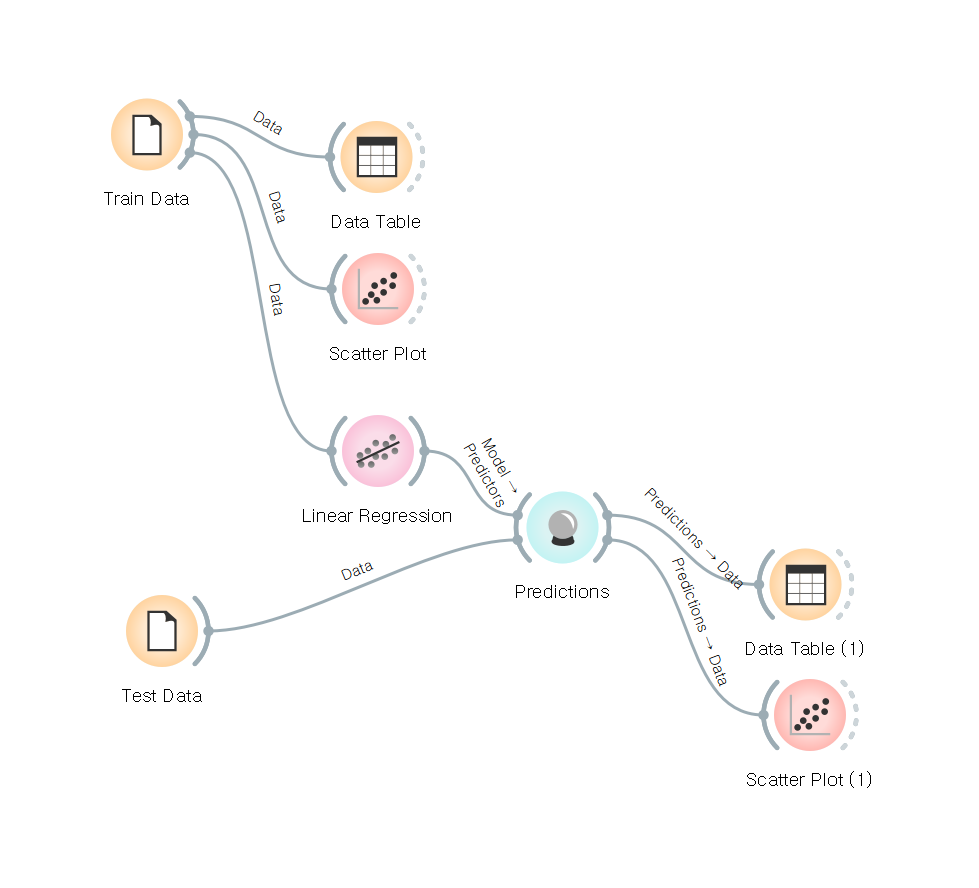 Data
Train Data
Data Table
Data
Scatter Plot
Data
Linear Regression
Model →
Predictors
Data
Test Data
Predictions
Predictions → Data
Data Table (1)
Predictions → Data
Scatter Plot (1)